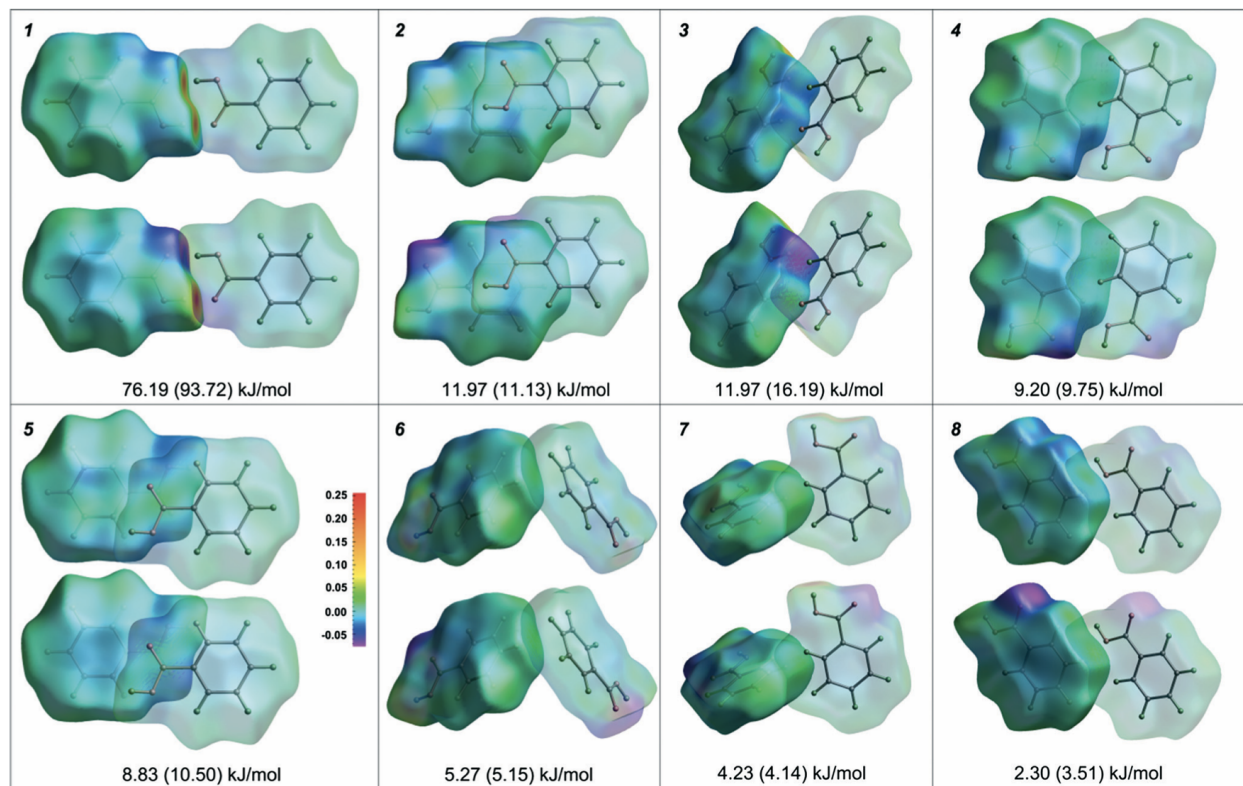 1
2
3
4
76.19 (93.72) kJ/mol
11.97 (11.13) kJ/mol
11.97 (16.19) kJ/mol
9.20 (9.75) kJ/mol
5
6
7
8
0.25
0.20
0.15
0.10
0.05
0.00
-0.05
8.83 (10.50) kJ/mol
5.27 (5.15) kJ/mol
4.23 (4.14) kJ/mol
2.30 (3.51) kJ/mol